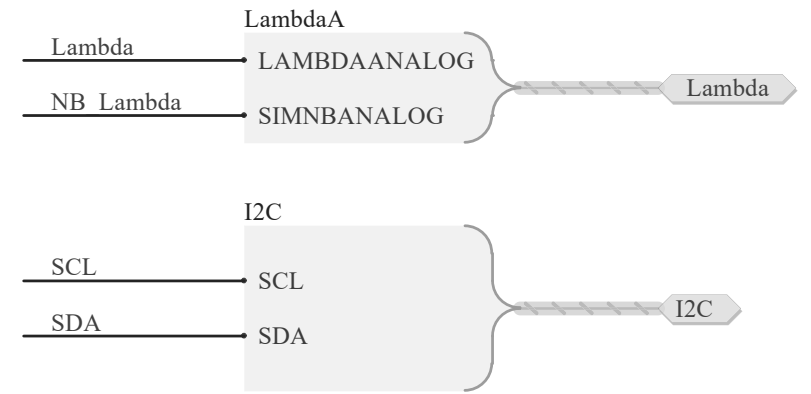 LambdaA
Lambda
LAMBDAANALOG
NB_Lambda
SIMNBANALOG
Lambda
I2C
SCL
SCL
SDA
SDA
I2C